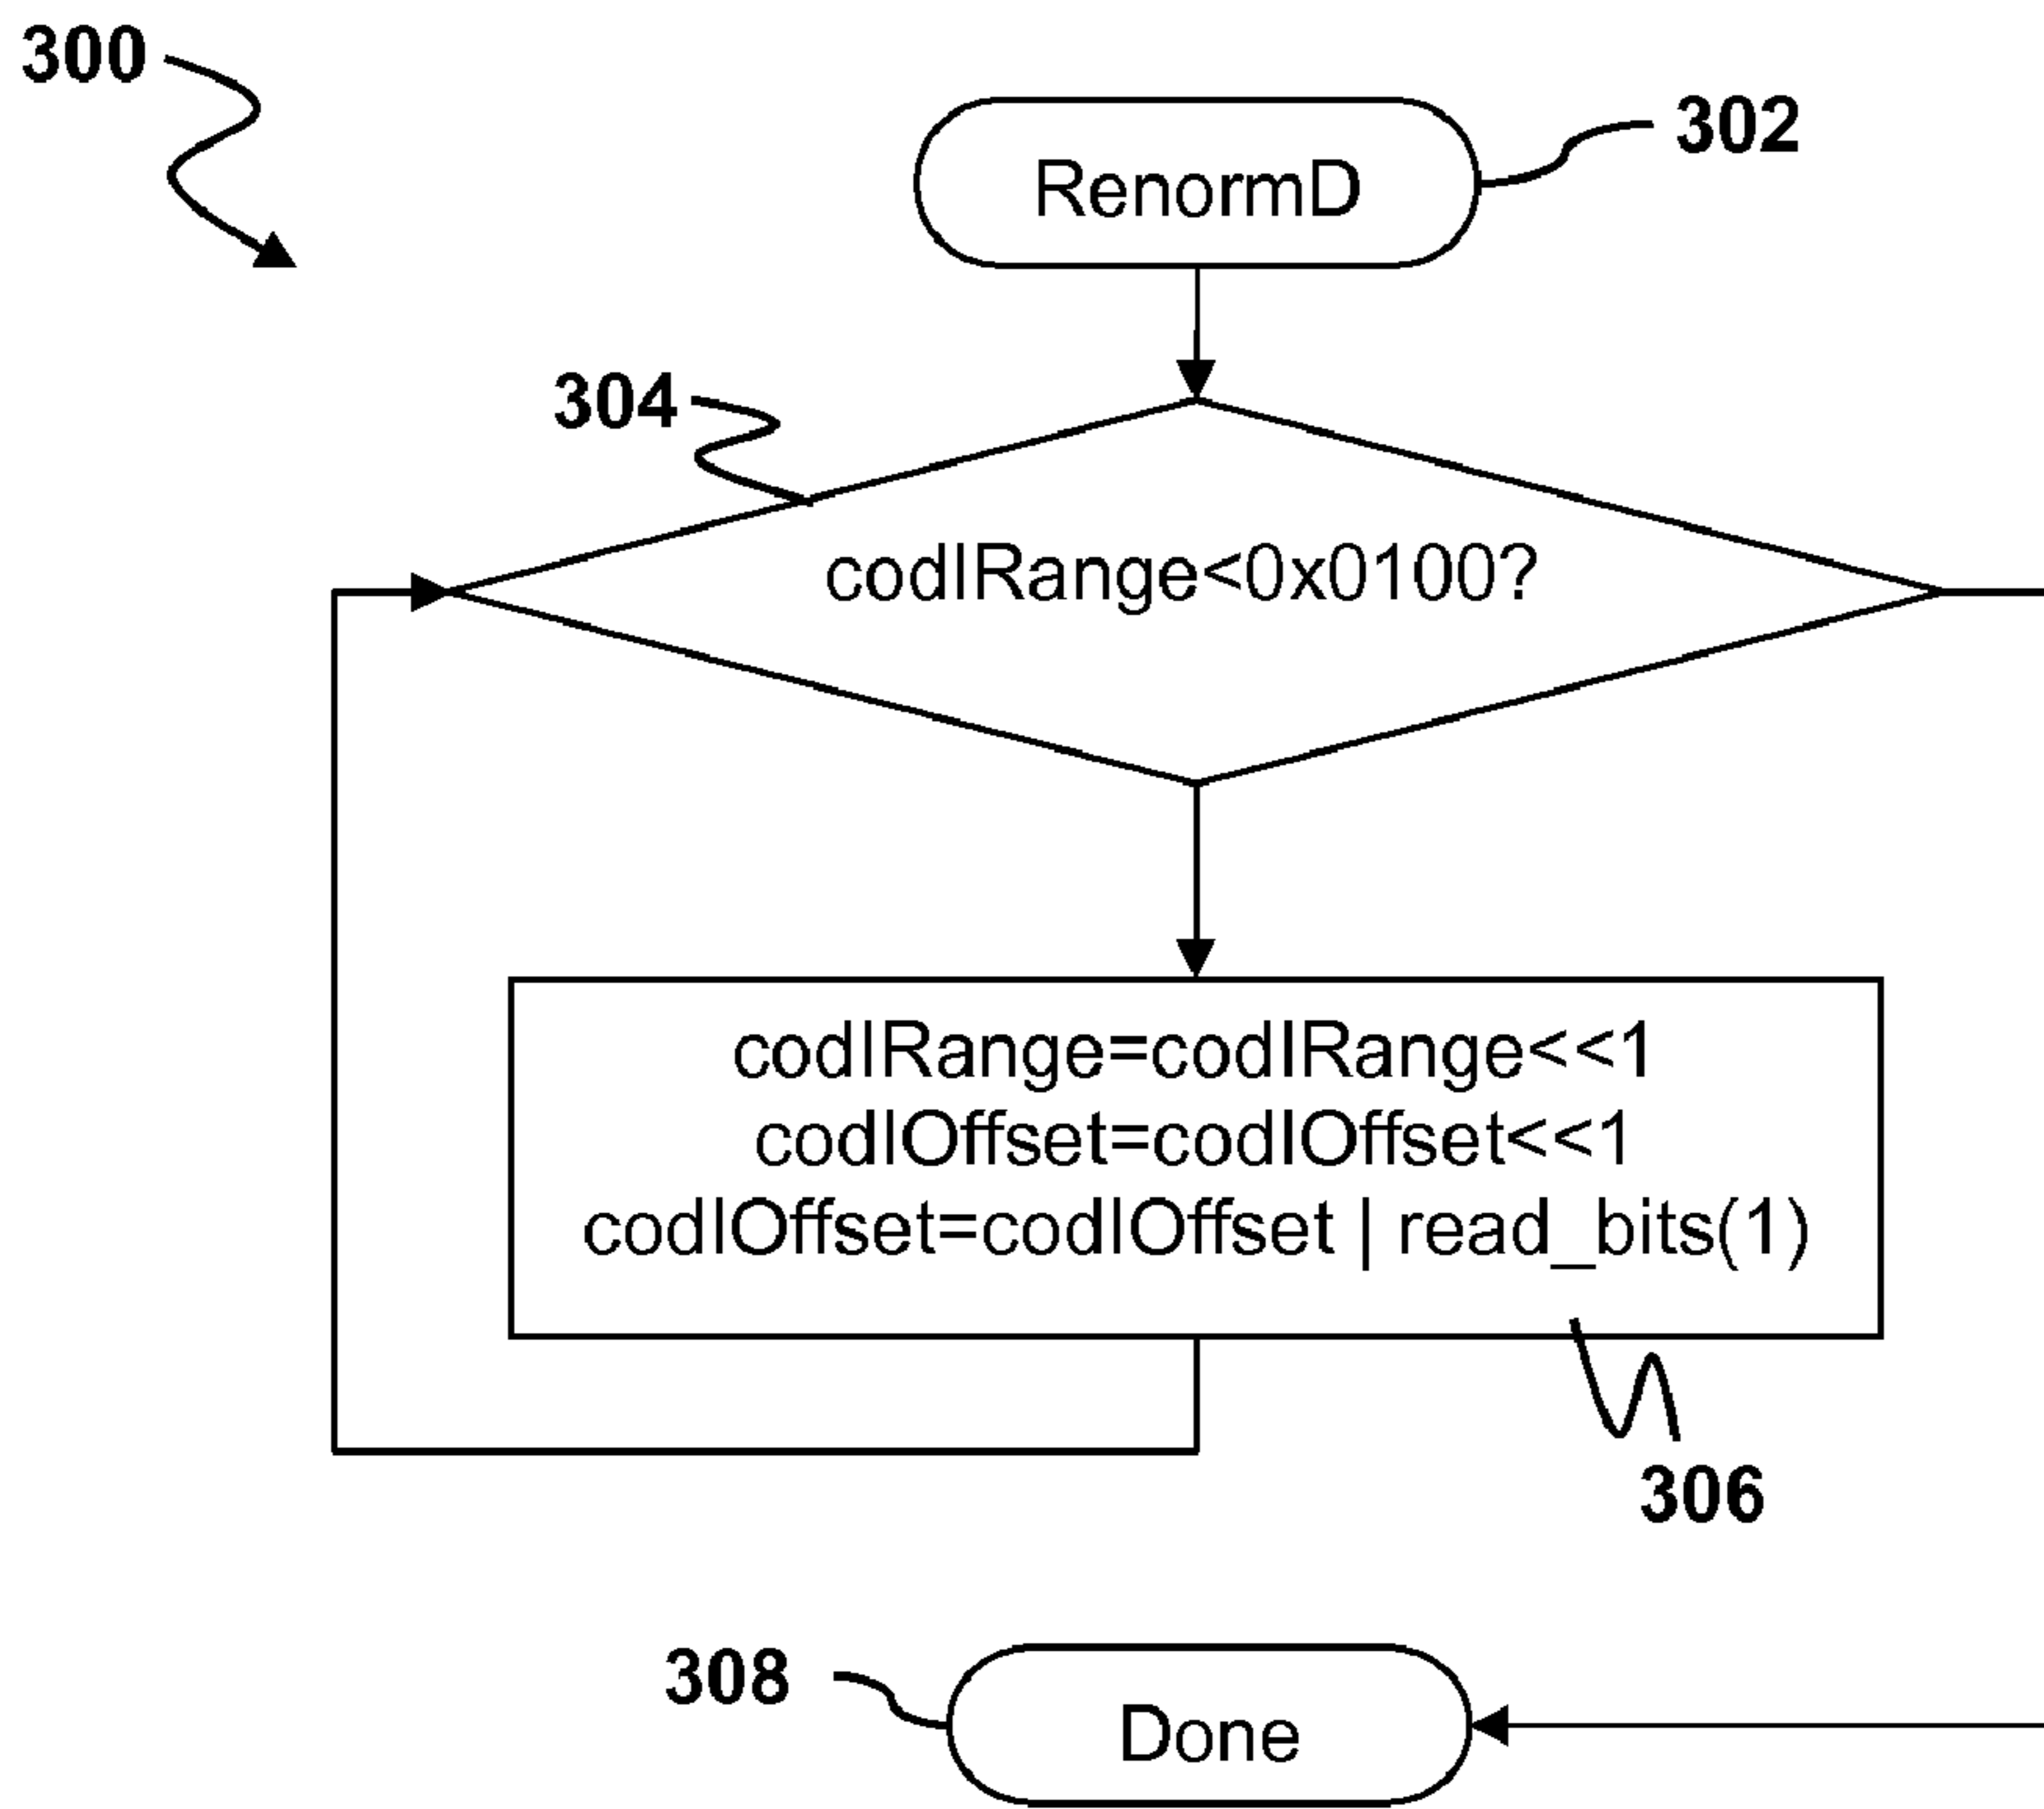 300
302
RenormD
304
codIRange<0x0100?
codIRange=codIRange<<1
codIOffset=codIOffset<<1
codIOffset=codIOffset | read_bits(1)
306
308
Done